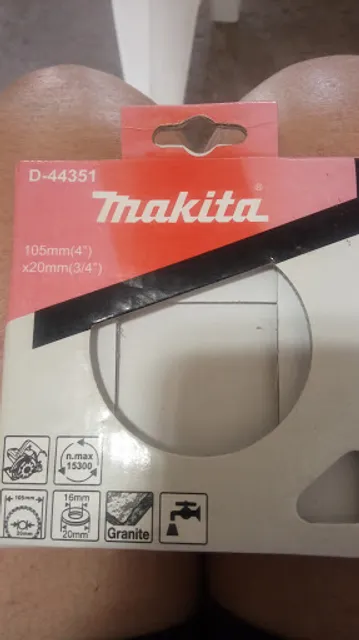 D-44351
Makita®
105mm(4")
x20mm(3/4")
n.max
15300
105mm
20mm
16mm
20mm
Granite